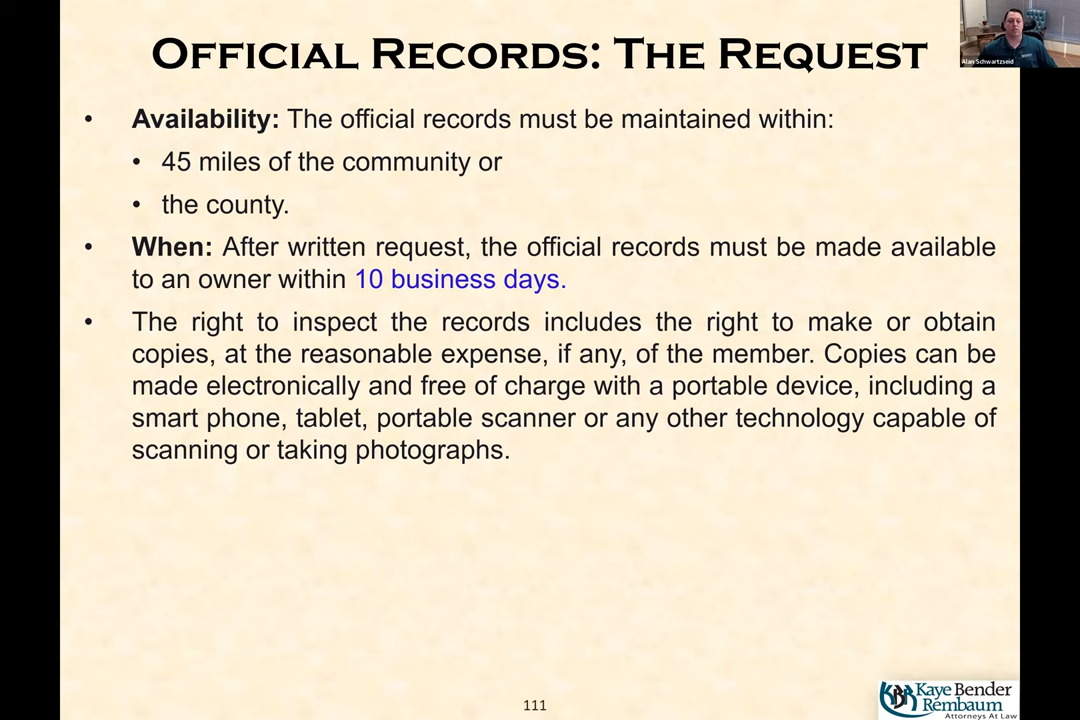 OFFICIAL RECORDS: THE REQUEST
Alan Schwartzseid
• Availability: The official records must be maintained within:
• 45 miles of the community or
• the county.
• When: After written request, the official records must be made available
to an owner within 10 business days.
• The right to inspect the records includes the right to make or obtain
copies, at the reasonable expense, if any, of the member. Copies can be
made electronically and free of charge with a portable device, including a
smart phone, tablet, portable scanner or any other technology capable of
scanning or taking photographs.
111
KBR Kaye Bender
Rembaum
Attorneys At Law